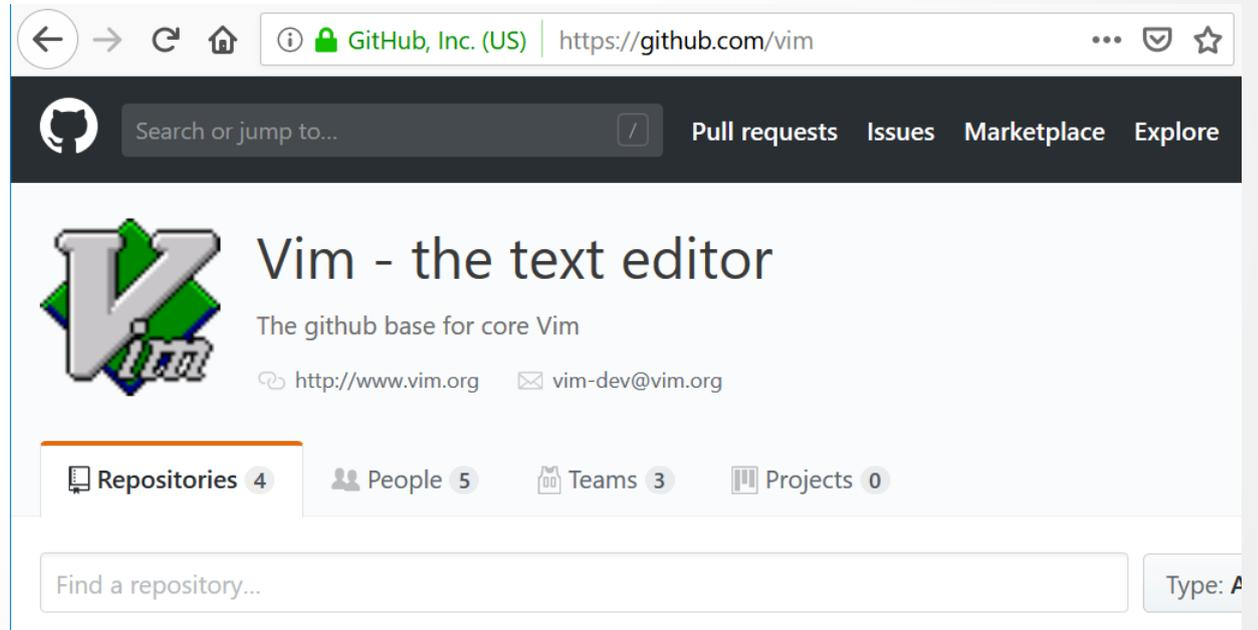 GitHub, Inc. (US) https://github.com/vim
Search or jump to... / Pull requests Issues Marketplace Explore
Vim
Vim - the text editor
The github base for core Vim
http://www.vim.org vim-dev@vim.org
Repositories 4 People 5 Teams 3 Projects 0
Find a repository... Type: